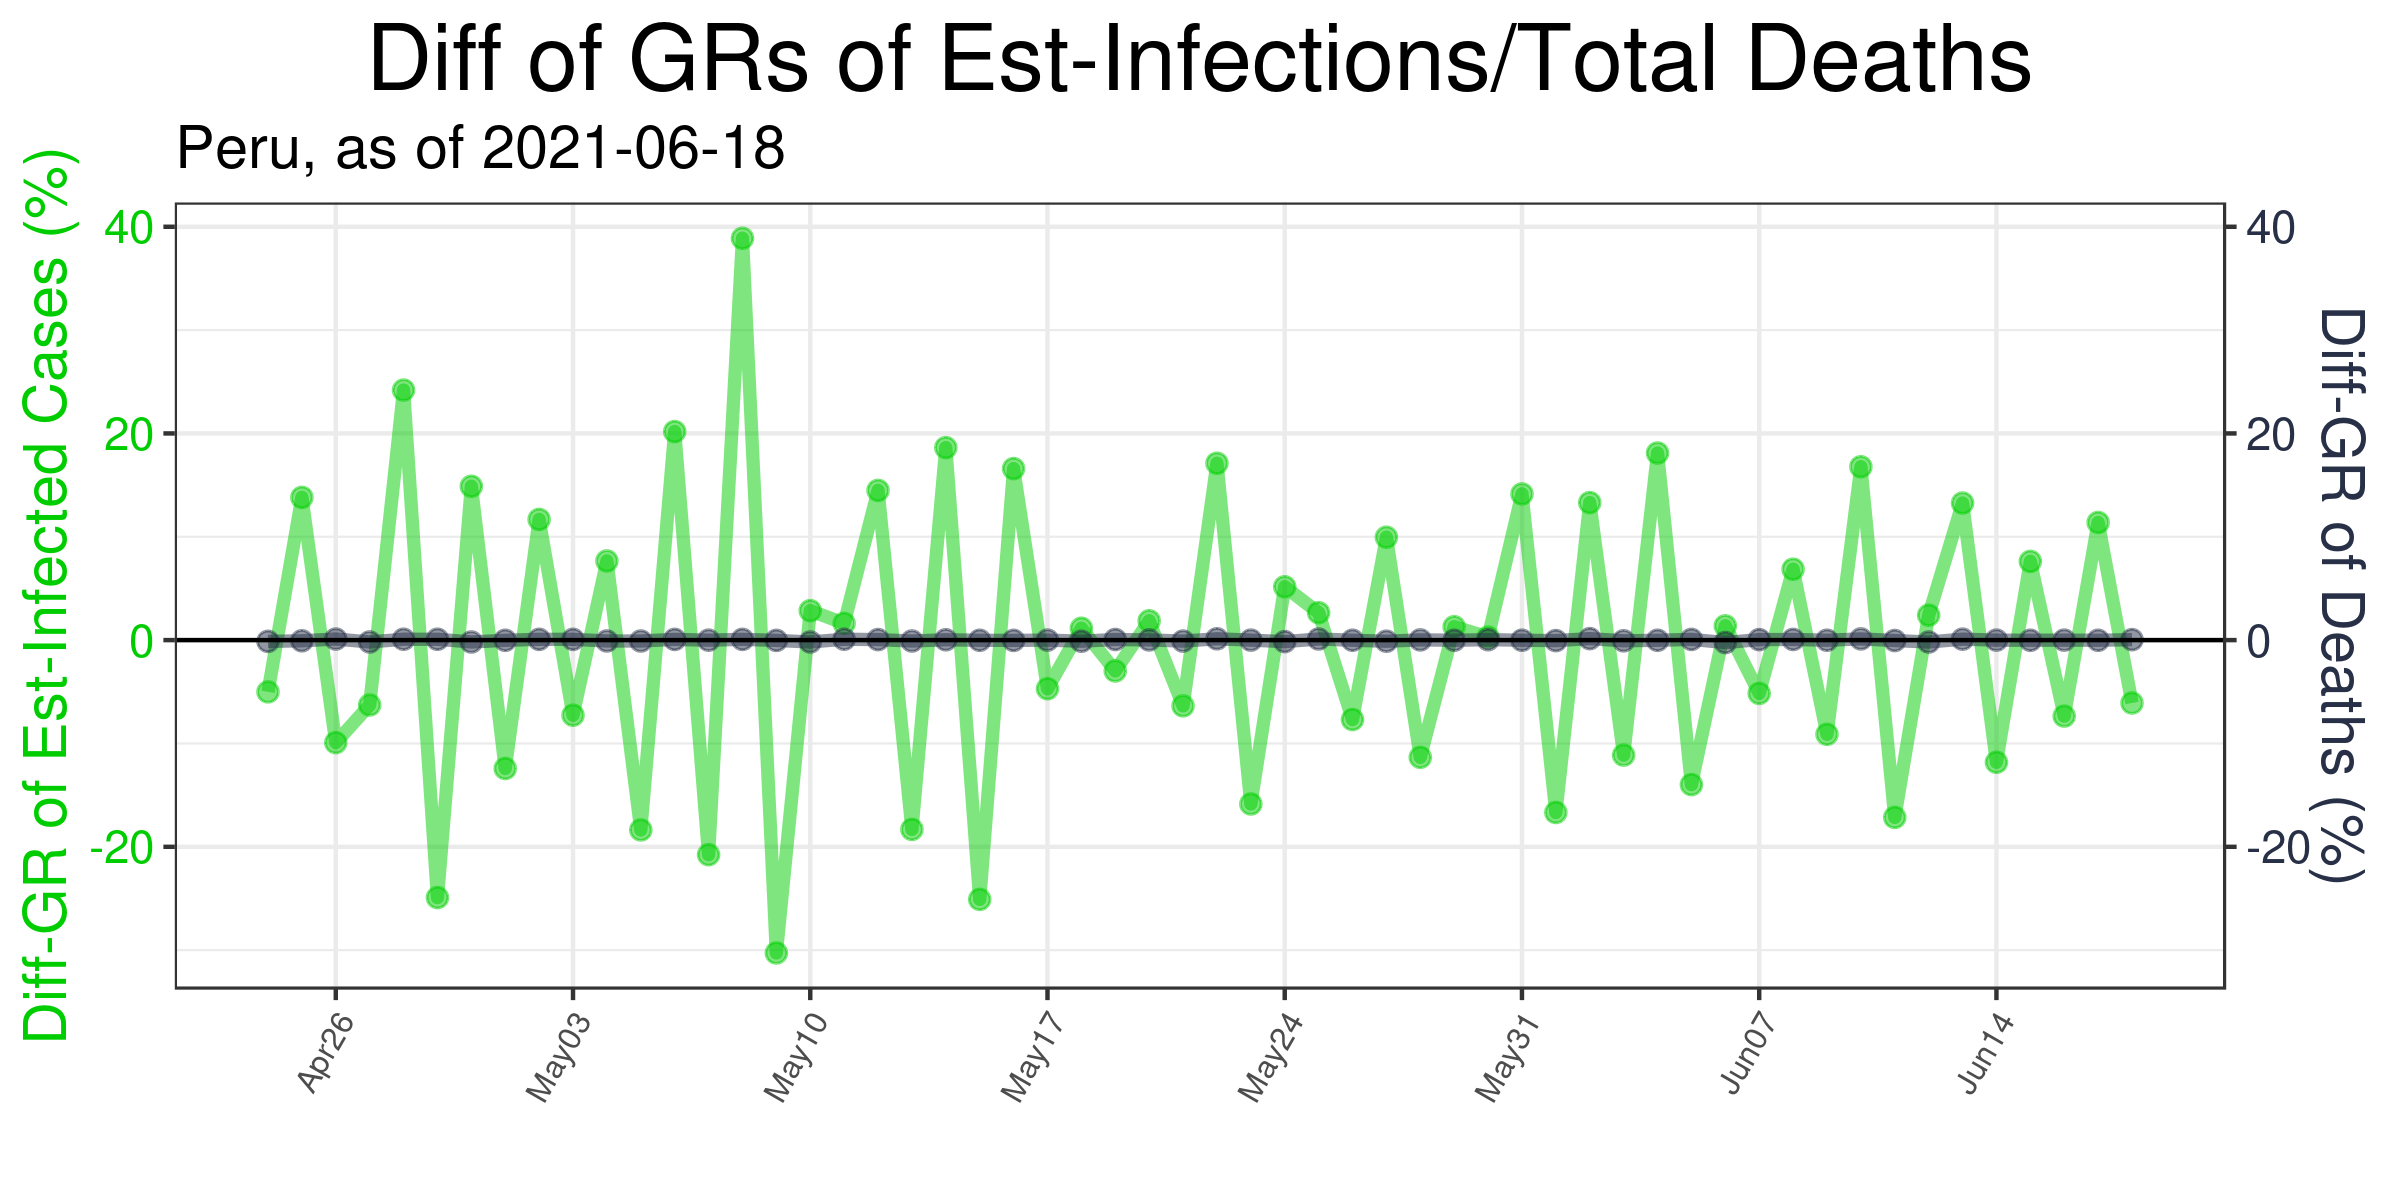 Diff of GRs of Est-Infections/Total Deaths
Peru, as of 2021-06-18
Diff-GR of Est-Infected Cases (%)
40
20
0
-20
40
20
0
-20
Diff-GR of Deaths (%)
Apr26
May03
May10
May17
May24
May31
Jun07
Jun14